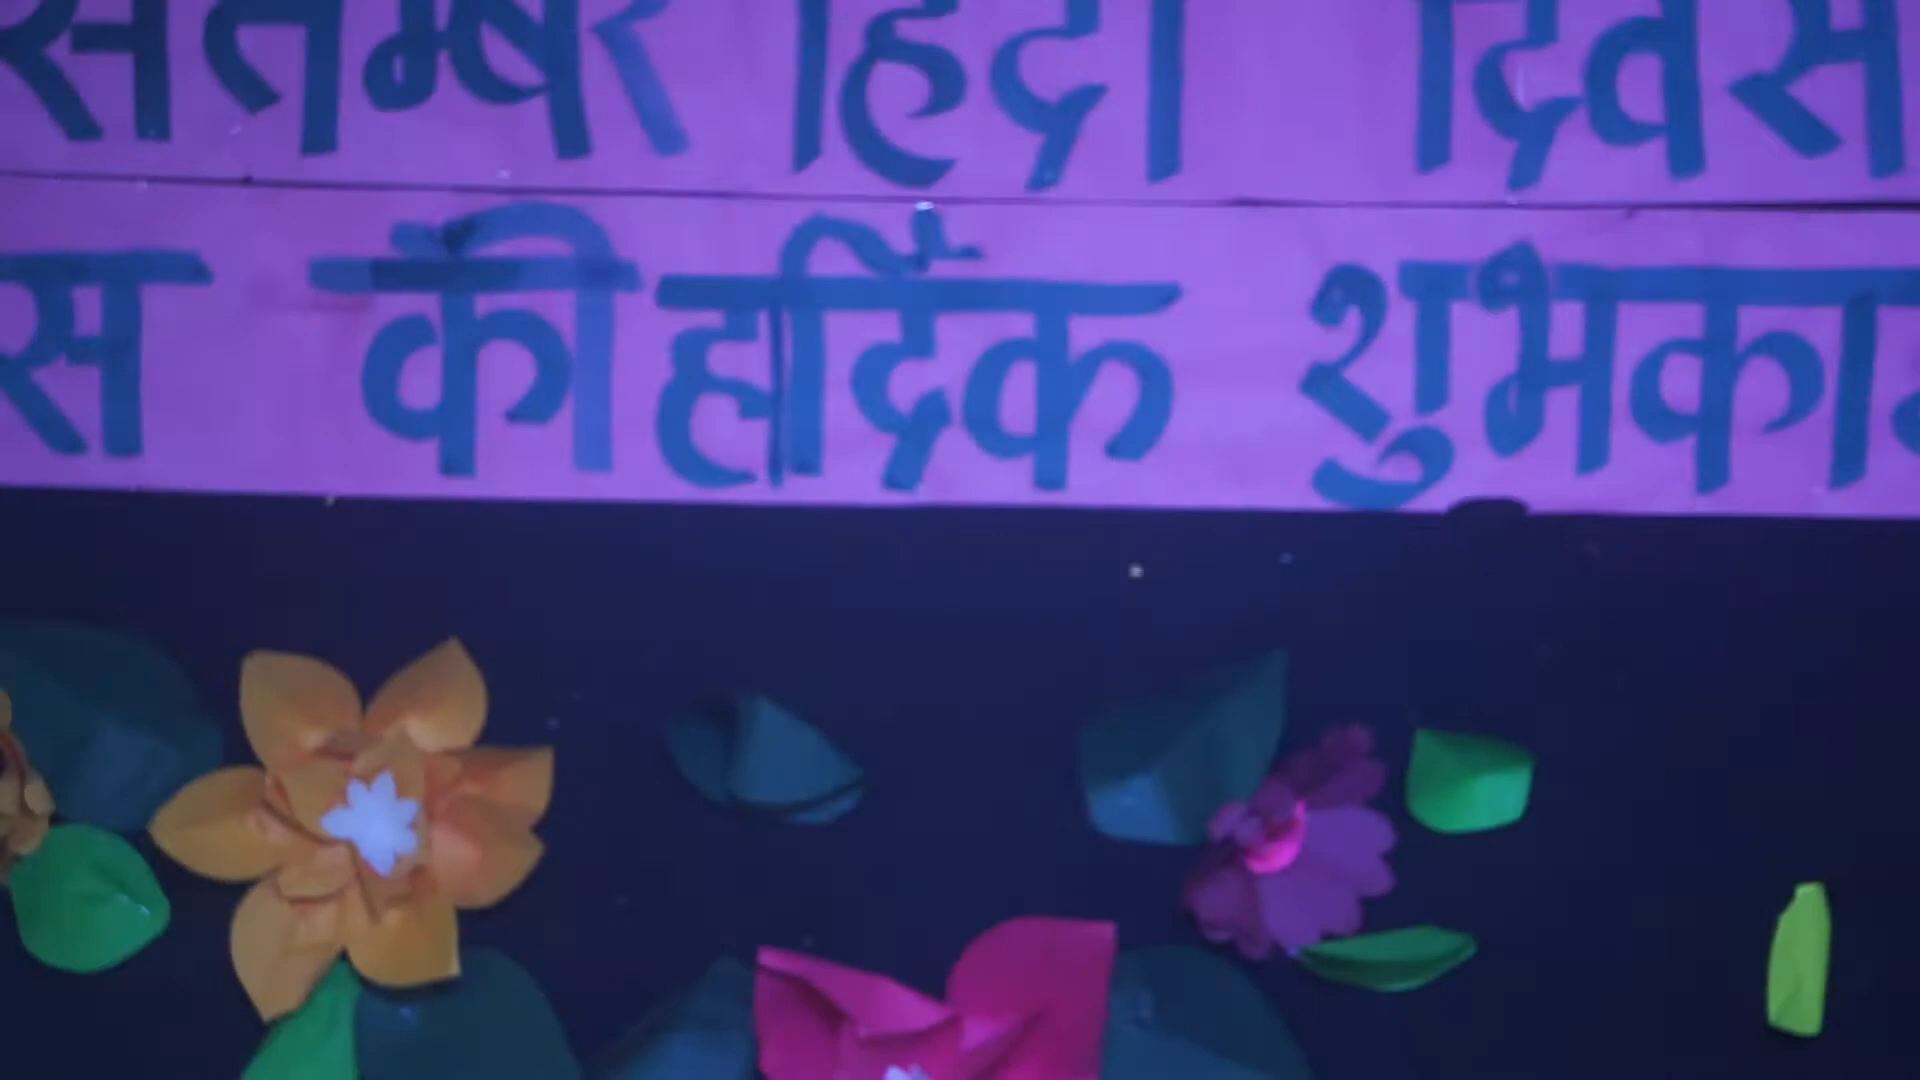 सितम्बर हिंदी दिवस
स की हार्दिक शुभका